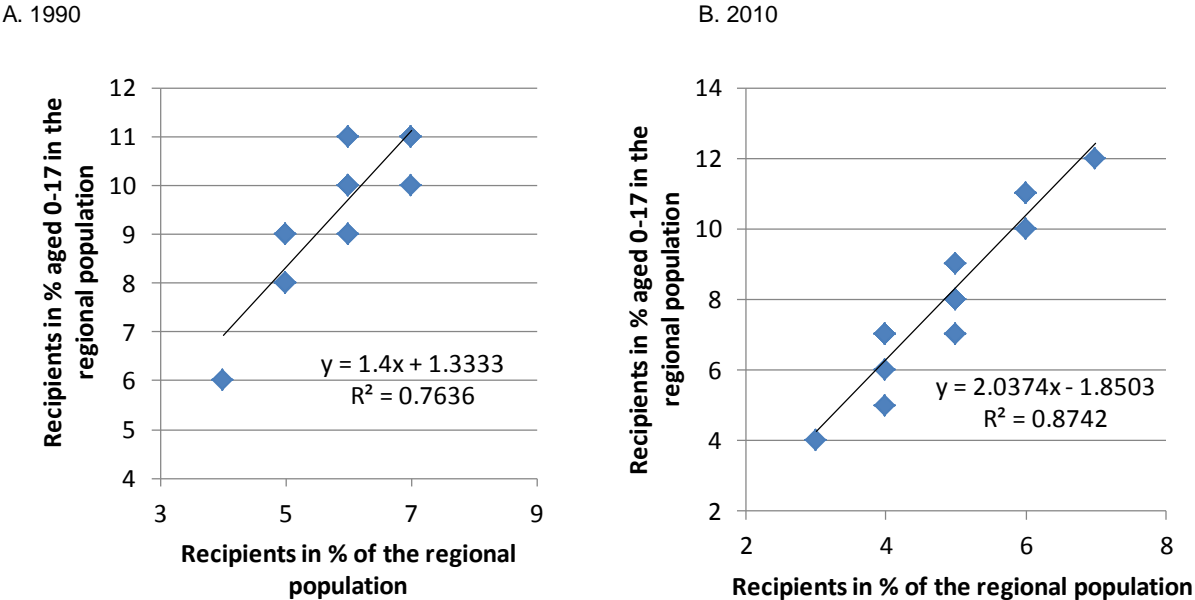 A. 1990
Recipients in % aged 0-17 in the
regional population
12
11
10
9
8
7
6
5
4
y = 1.4x + 1.3333
R² = 0.7636
3 5 7 9
Recipients in % of the regional
population
B. 2010
Recipients in % aged 0-17 in the
regional population
14
12
10
8
6
4
2
y = 2.0374x - 1.8503
R² = 0.8742
2 4 6 8
Recipients in % of the regional population